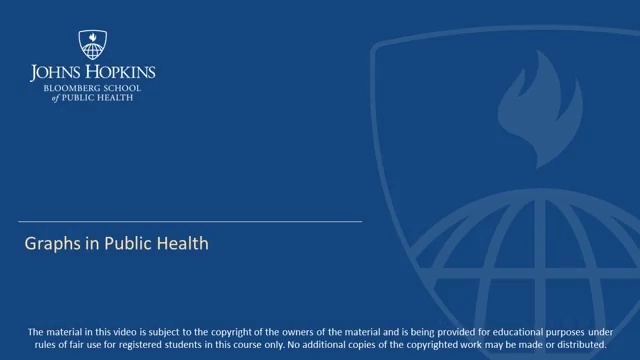 JOHNS HOPKINS
BLOOMBERG SCHOOL
of PUBLIC HEALTH
Graphs in Public Health
The material in this video is subject to the copyright of the owners of the material and is being provided for educational purposes under
rules of fair use for registered students in this course only. No additional copies of the copyrighted work may be made or distributed.